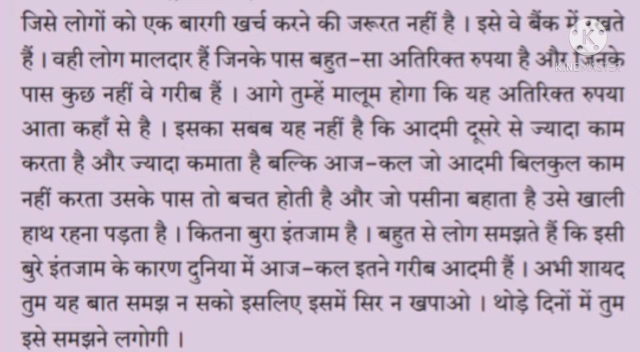 जिसे लोगों को एक बारगी खर्च करने की जरूरत नहीं है । इसे वे बैंक में रखते
हैं । वही लोग मालदार हैं जिनके पास बहुत-सा अतिरिक्त रुपया है और जिनके
पास कुछ नहीं वे गरीब हैं । आगे तुम्हें मालूम होगा कि यह अतिरिक्त रुपया
आता कहाँ से है । इसका सबब यह नहीं है कि आदमी दूसरे से ज्यादा काम
करता है और ज्यादा कमाता है बल्कि आज-कल जो आदमी बिलकुल काम
नहीं करता उसके पास तो बचत होती है और जो पसीना बहाता है उसे खाली
हाथ रहना पड़ता है । कितना बुरा इंतजाम है । बहुत से लोग समझते हैं कि इसी
बुरे इंतजाम के कारण दुनिया में आज-कल इतने गरीब आदमी हैं । अभी शायद
तुम यह बात समझ न सको इसलिए इसमें सिर न खपाओ । थोड़े दिनों में तुम
इसे समझने लगोगी ।